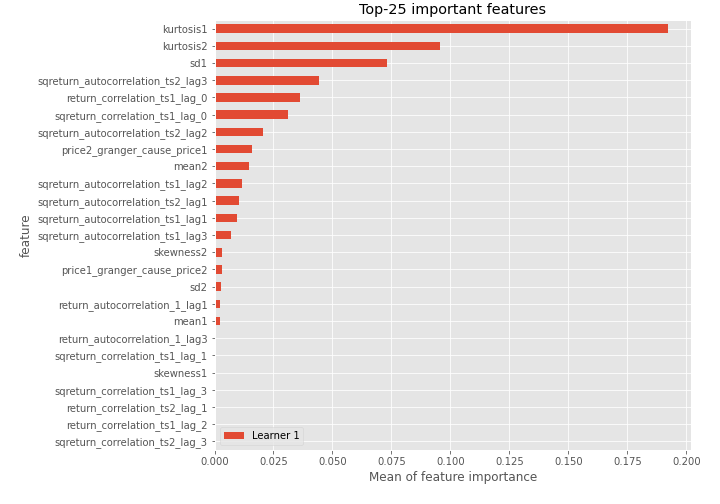 Top-25 important features
kurtosis1
kurtosis2
sd1
sqreturn_autocorrelation_ts2_lag3
return_correlation_ts1_lag_0
sqreturn_correlation_ts1_lag_0
sqreturn_autocorrelation_ts2_lag2
price2_granger_cause_price1
mean2
sqreturn_autocorrelation_ts1_lag2
sqreturn_autocorrelation_ts2_lag1
sqreturn_autocorrelation_ts1_lag1
sqreturn_autocorrelation_ts1_lag3
skewness2
price1_granger_cause_price2
sd2
return_autocorrelation_1_lag1
mean1
return_autocorrelation_1_lag3
sqreturn_correlation_ts1_lag_1
skewness1
sqreturn_correlation_ts1_lag_3
return_correlation_ts2_lag_1
return_correlation_ts1_lag_2
sqreturn_correlation_ts2_lag_3
feature
Learner 1
0.000 0.025 0.050 0.075 0.100 0.125 0.150 0.175 0.200
Mean of feature importance